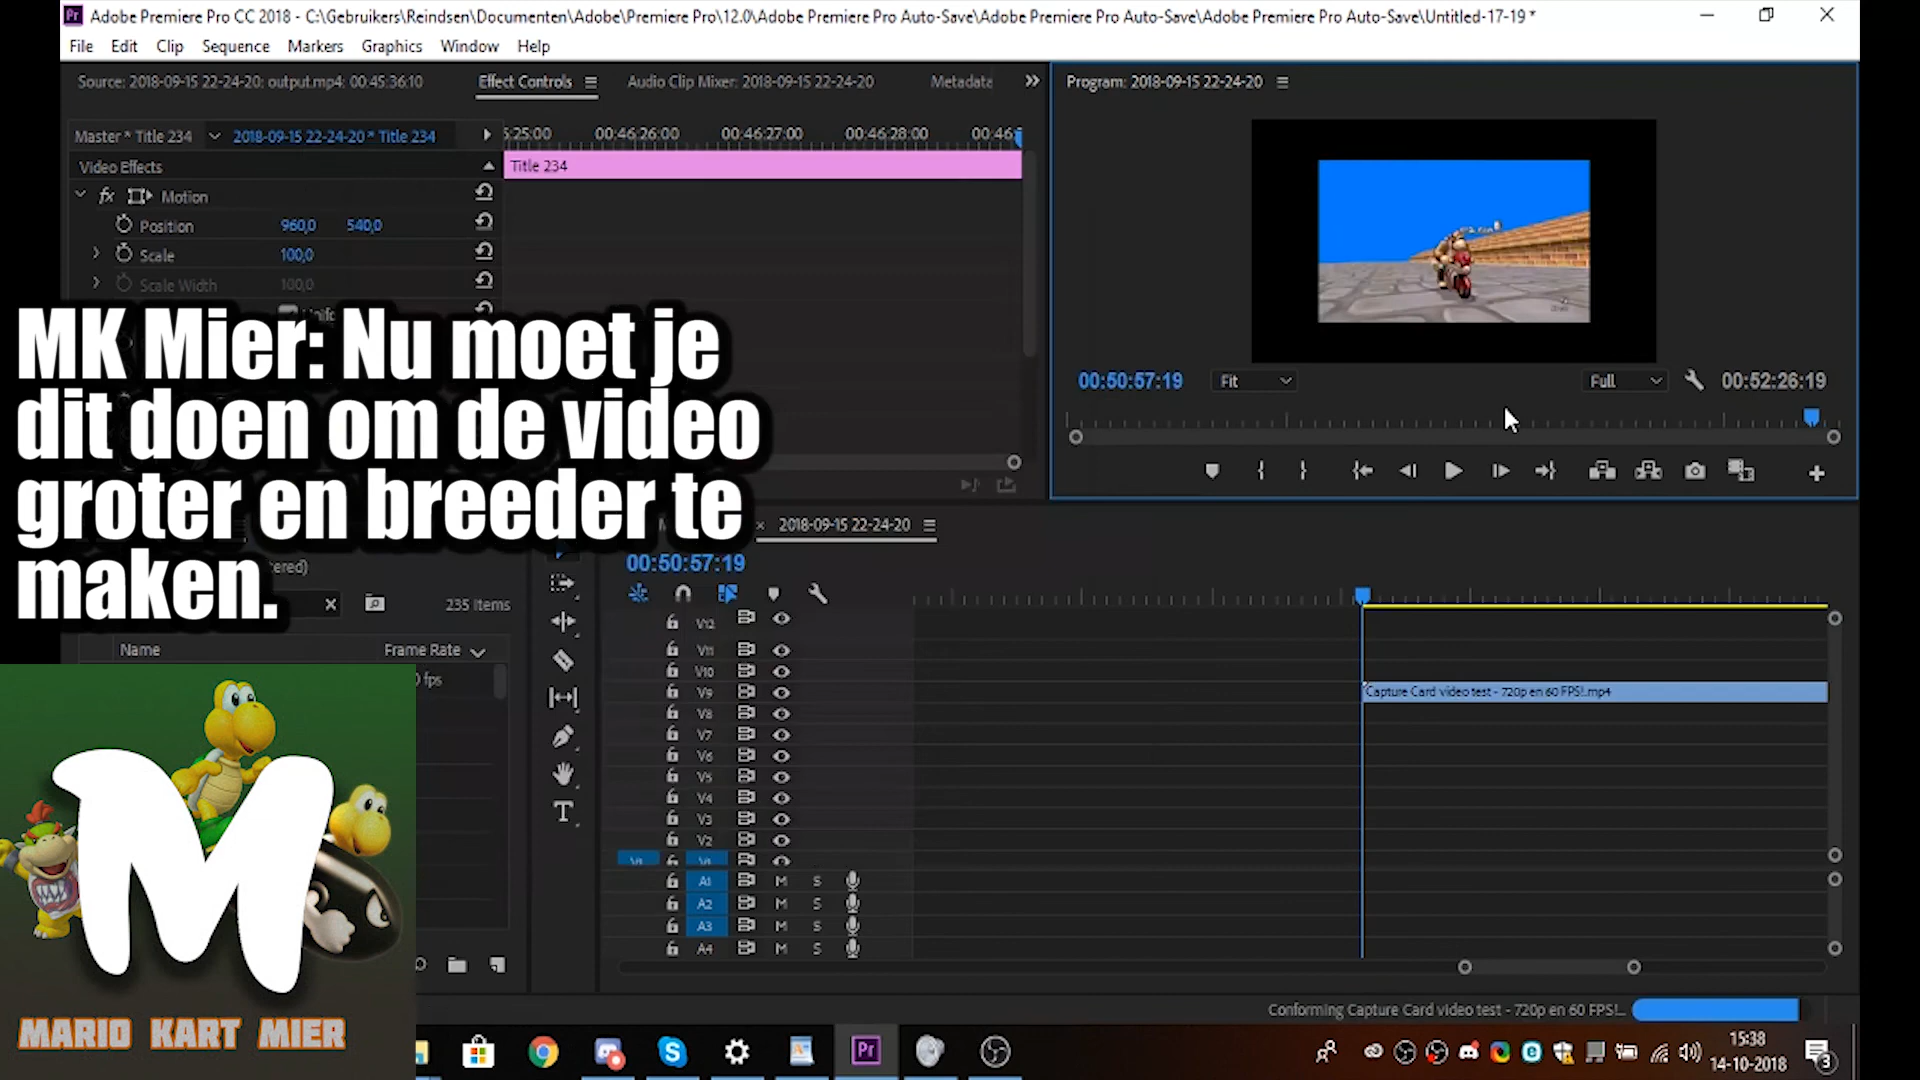 Adobe Premiere Pro CC 2018 - C:\Gebruikers\Reindsen\Documenten\Adobe\Premiere Pro\12.0\Adobe Premiere Pro Auto-Save\Adobe Premiere Pro Auto-Save\Adobe Premiere Pro Auto-Save\Untitled-17-19 *
File Edit Clip Sequence Markers Graphics Window Help
Source: 2018-09-15 22-24-20: output.mp4: 00:45:36:10 Effect Controls Audio Clip Mixer: 2018-09-15 22-24-20 Metadata
Program: 2018-09-15 22-24-20
Master * Title 234 2018-09-15 22-24-20 * Title 234
5:25:00 00:46:26:00 00:46:27:00 00:46:28:00 00:46:
Video Effects
Title 234
fx Motion
Position 960,0 540,0
Scale 100,0
Scale Width 100,0
MK Mier: Nu moet je
dit doen om de video
groter en breeder te
maken.
00:50:57:19 Fit Full 00:52:26:19
2018-09-15 22-24-20
00:50:57:19
235 Items
Name Frame Rate
fps
V12
V11
V10
V9
Capture Card video test - 720p en 60 FPS!.mp4
V8
V7
V6
V5
V4
V3
V2
V1
A1 M S
A2 M S
A3 M S
A4 M S
T
M
MARIO KART MIER
Conforming Capture Card video test - 720p en 60 FPS!...
Pr
15:38
14-10-2018
3